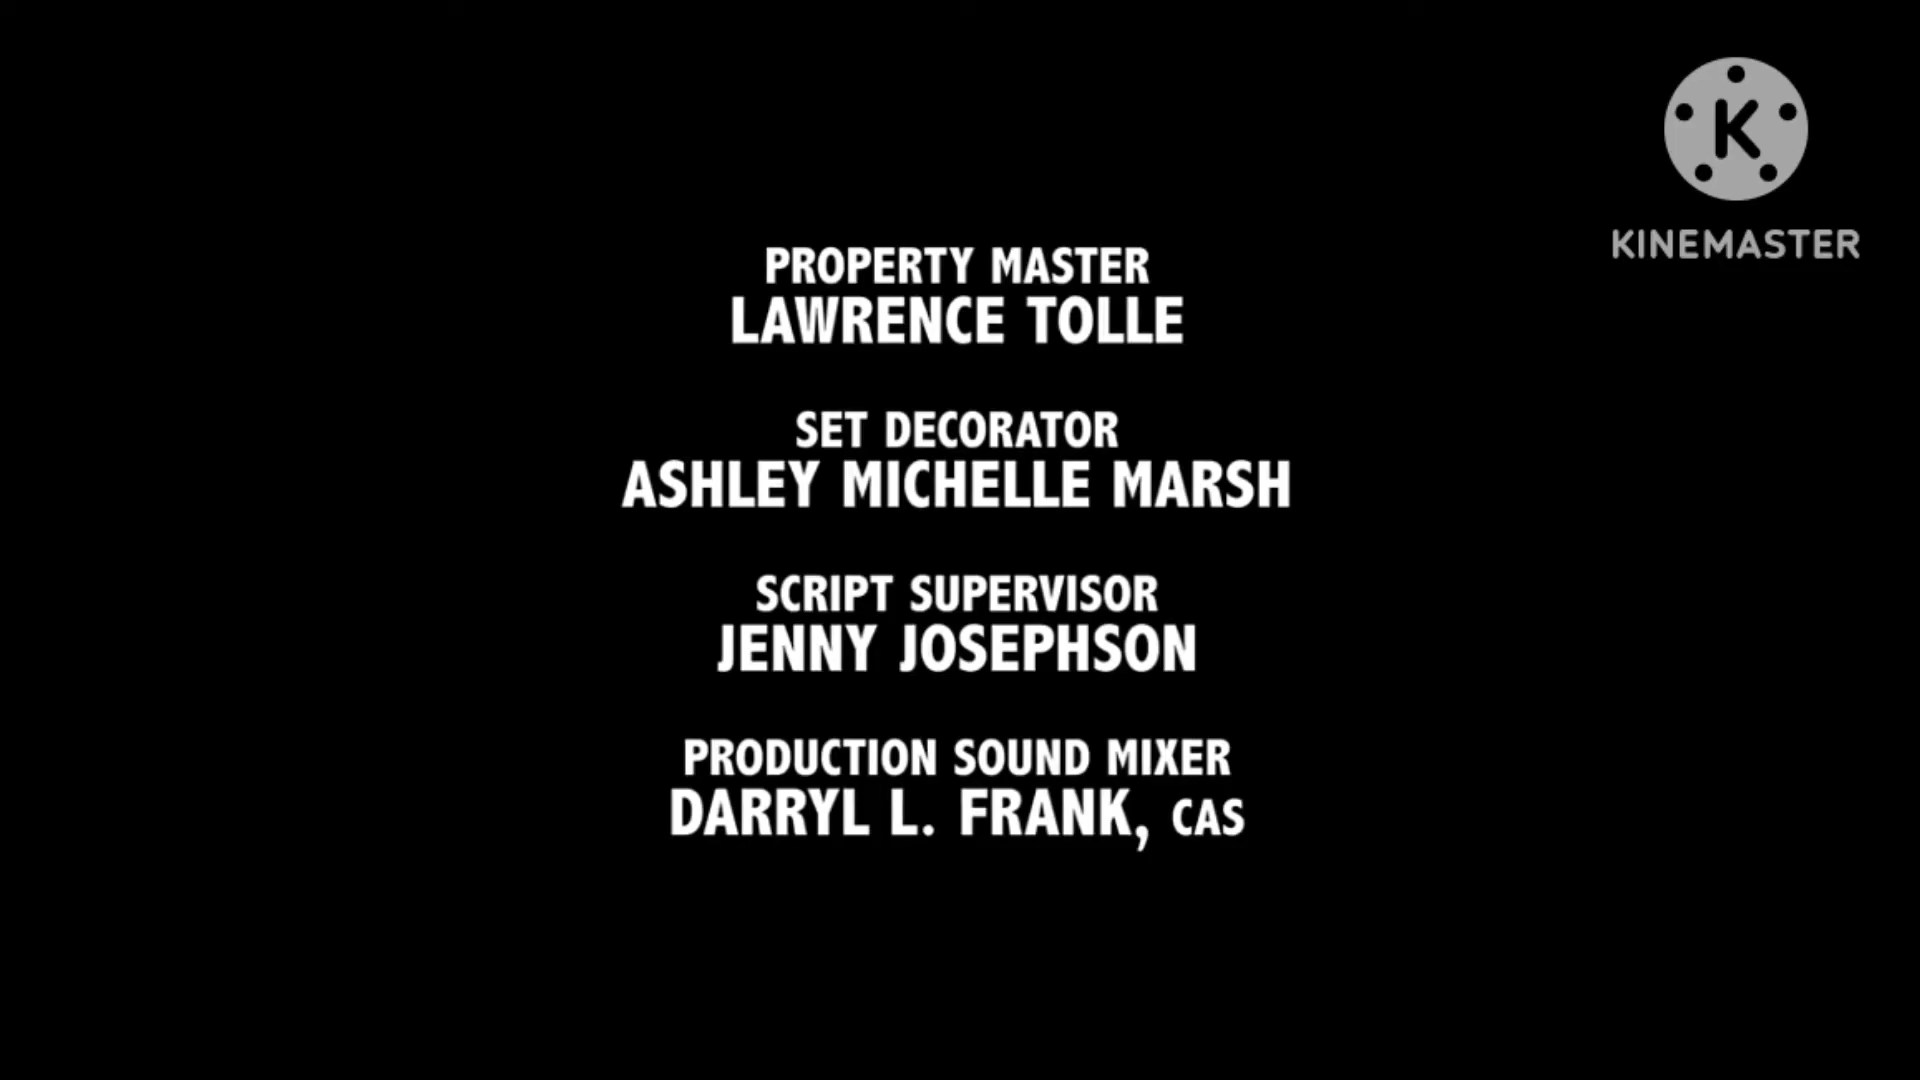 K
KINEMASTER
PROPERTY MASTER
LAWRENCE TOLLE
SET DECORATOR
ASHLEY MICHELLE MARSH
SCRIPT SUPERVISOR
JENNY JOSEPHSON
PRODUCTION SOUND MIXER
DARRYL L. FRANK, CAS